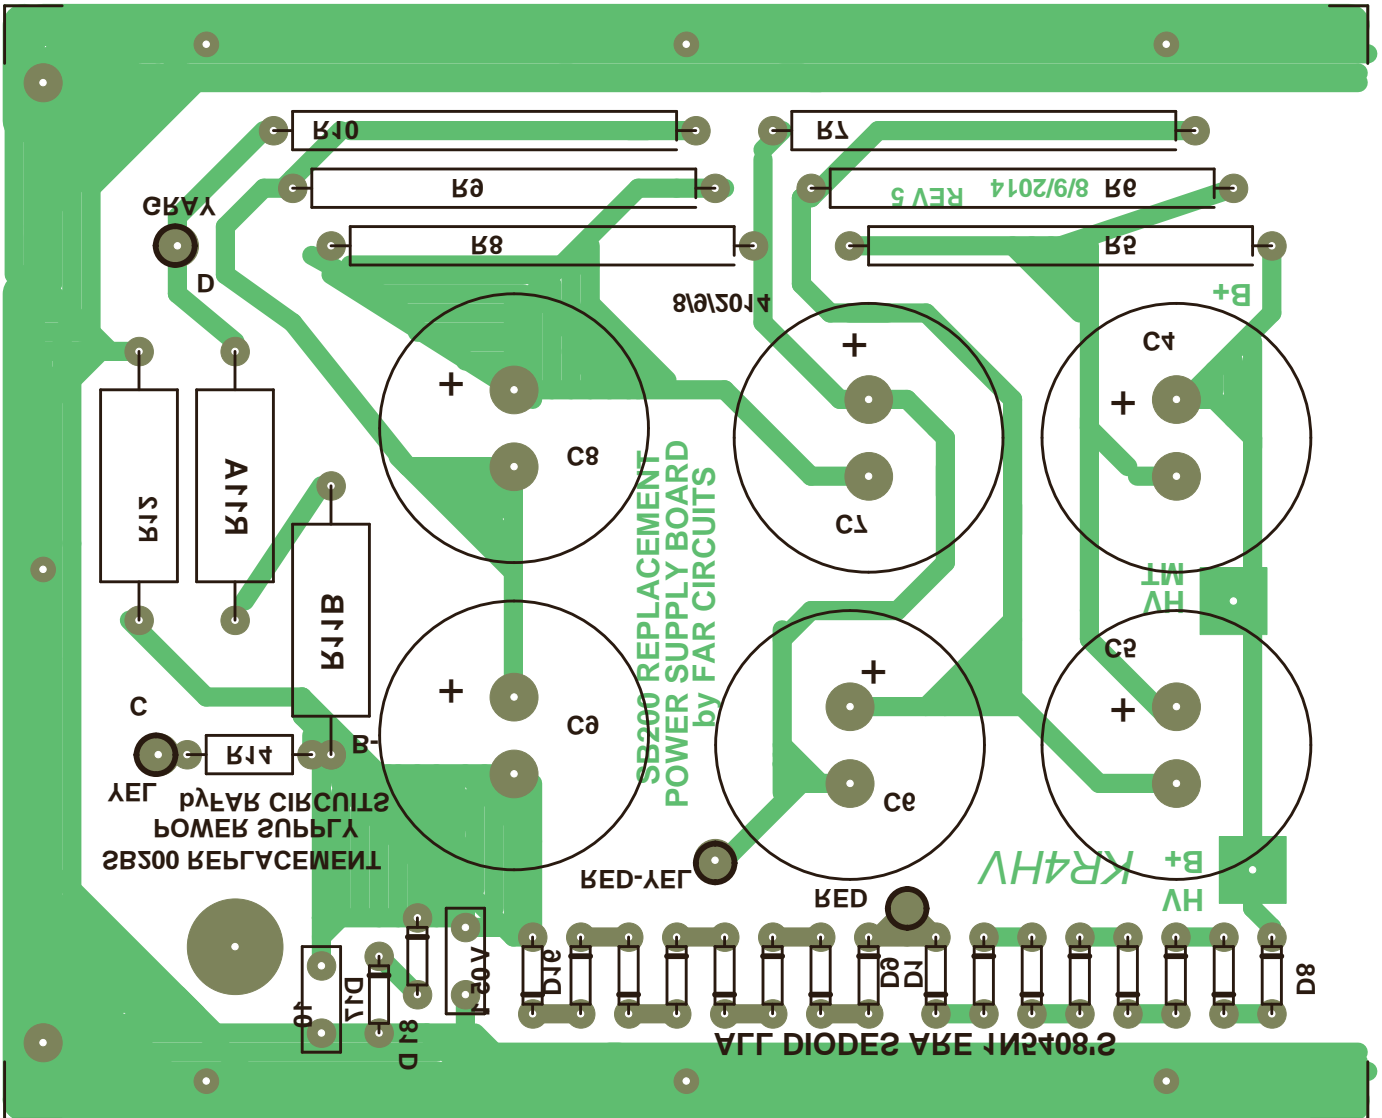 R10
R7
R9
REV 5
8/9/2014
R6
GRAY
R8
R5
D
8/9/2014
B+
+
C4
+
+
C8
C7
R12
R11A
SB200 REPLACEMENT
POWER SUPPLY BOARD
by FAR CIRCUITS
TM
HV
R11B
C5
+
+
+
C
C9
B-
R14
YEL
byFAR CIRCUITS
POWER SUPPLY
SB200 REPLACEMENT
C6
RED-YEL
RED
KR4HV
B+
HV
D16
D9
D1
D8
D17
D 18
ALL DIODES ARE 1N5408'S